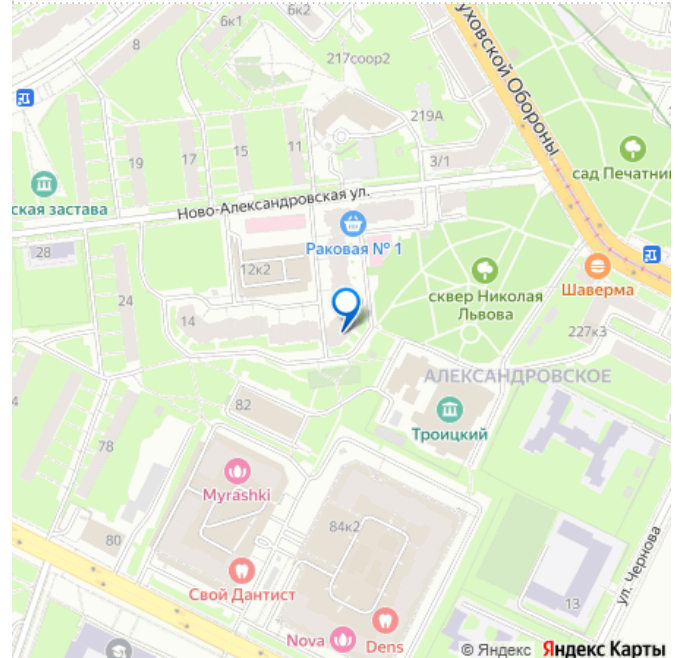 6к2
6к1
8
217соор2
уховской Обороны
219А
11
15
17
19
3/1
сад Печатник
Ново-Александровская ул.
ская застава
Раковая № 1
28
12к2
сквер Николая
Львова
Шаверма
24
14
227к3
АЛЕКСАНДРОВСКОЕ
82
4
Троицкий
78
Myrashki
84к2
80
Свой Дантист
ул. Чернова
13
Nova
Dens
© Яндекс Яндекс Карты